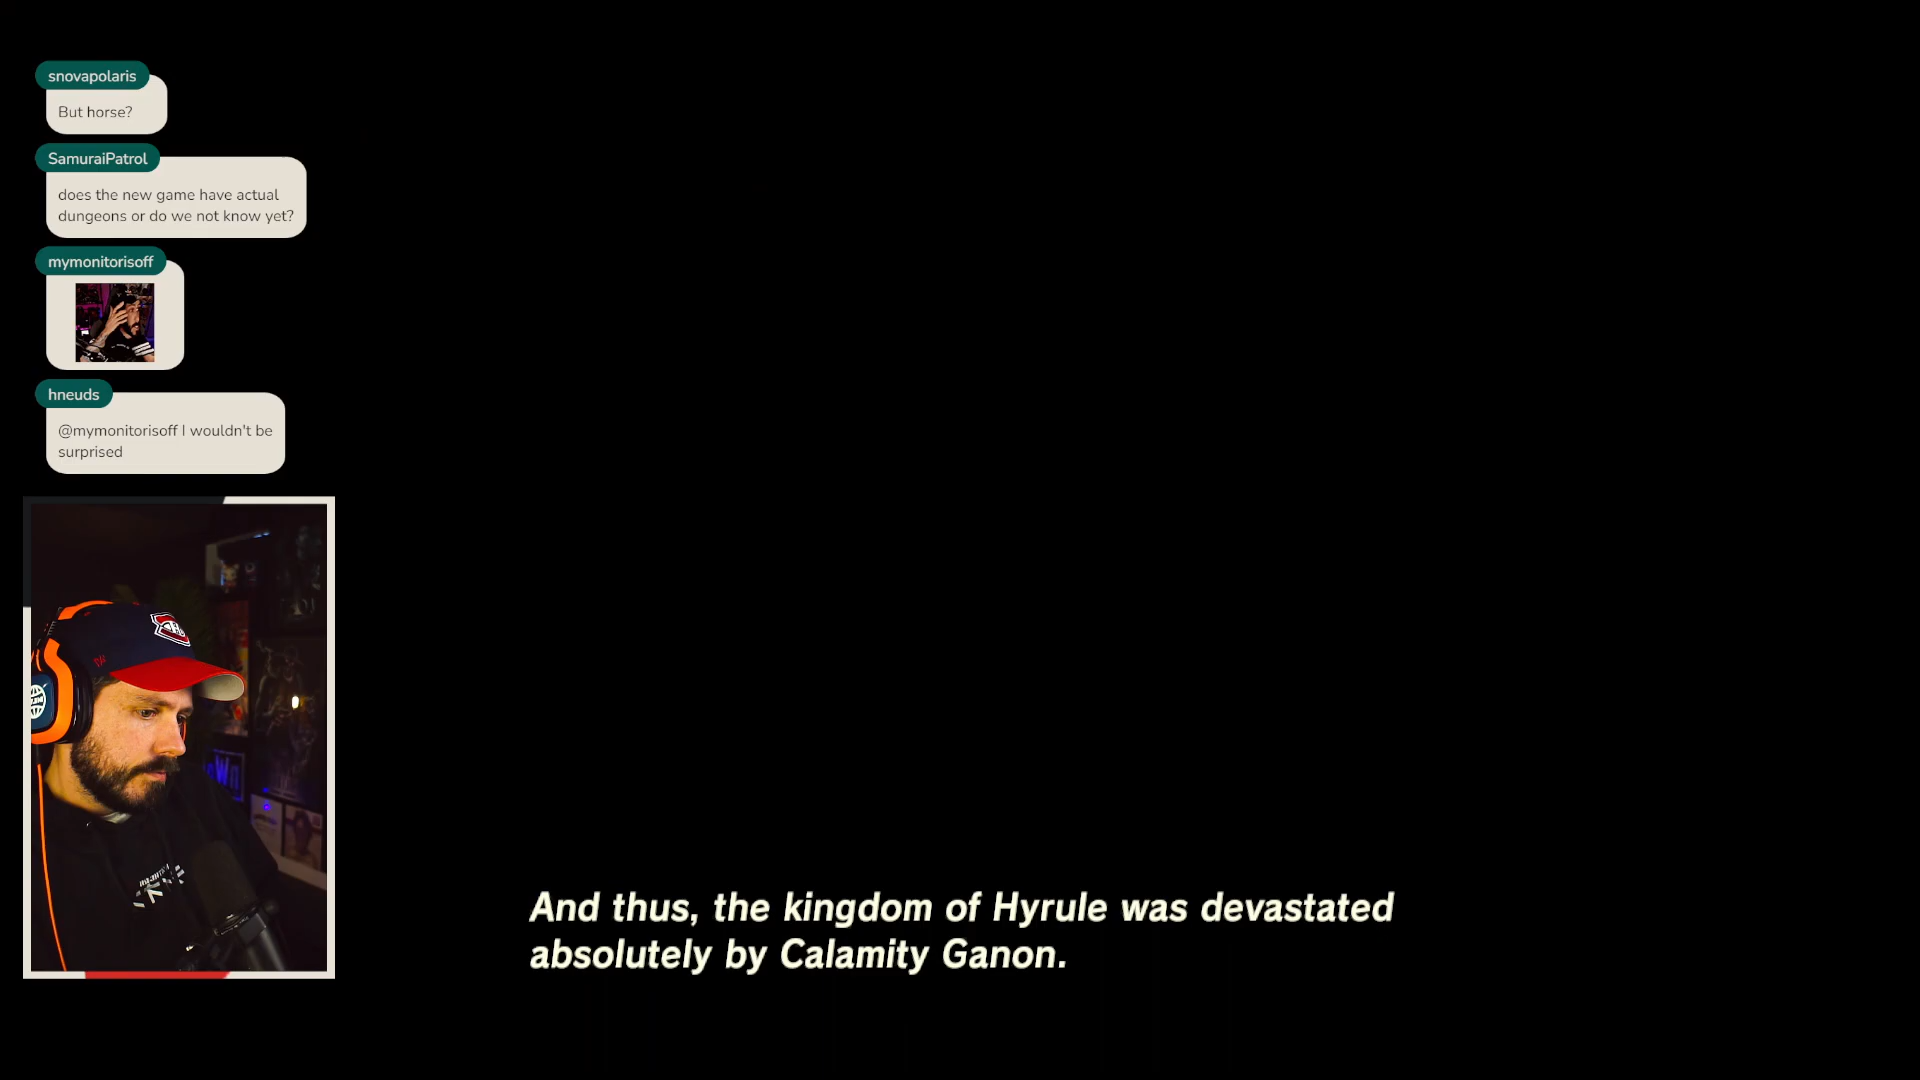 snovapolaris
But horse?
SamuraiPatrol
does the new game have actual
dungeons or do we not know yet?
mymonitorisoff
hneuds
@mymonitorisoff I wouldn't be
surprised
And thus, the kingdom of Hyrule was devastated
absolutely by Calamity Ganon.